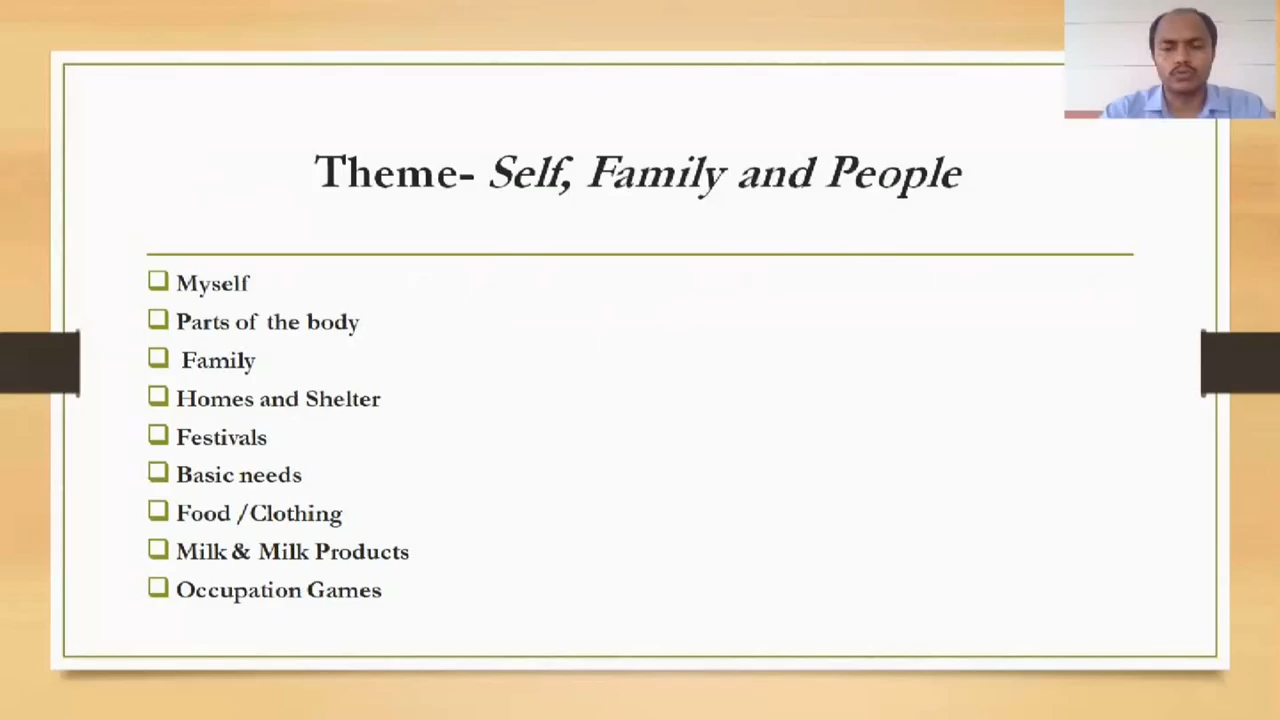 Theme- Self, Family and People
Myself
Parts of the body
Family
Homes and Shelter
Festivals
Basic needs
Food /Clothing
Milk & Milk Products
Occupation Games